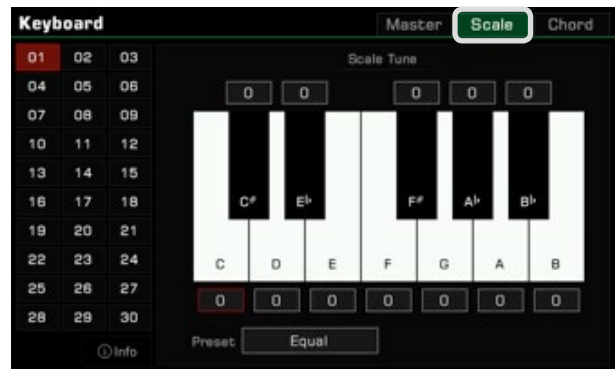 Keyboard Master Scale Chord
01 02 03 Scale Tune
04 05 06 0 0 0 0 0
07 08 09
10 11 12
13 14 15
16 17 18 C# E♭ F# A♭ B♭
19 20 21
22 23 24 C D E F G A B
25 26 27 0 0 0 0 0 0 0
28 29 30
Info Preset Equal